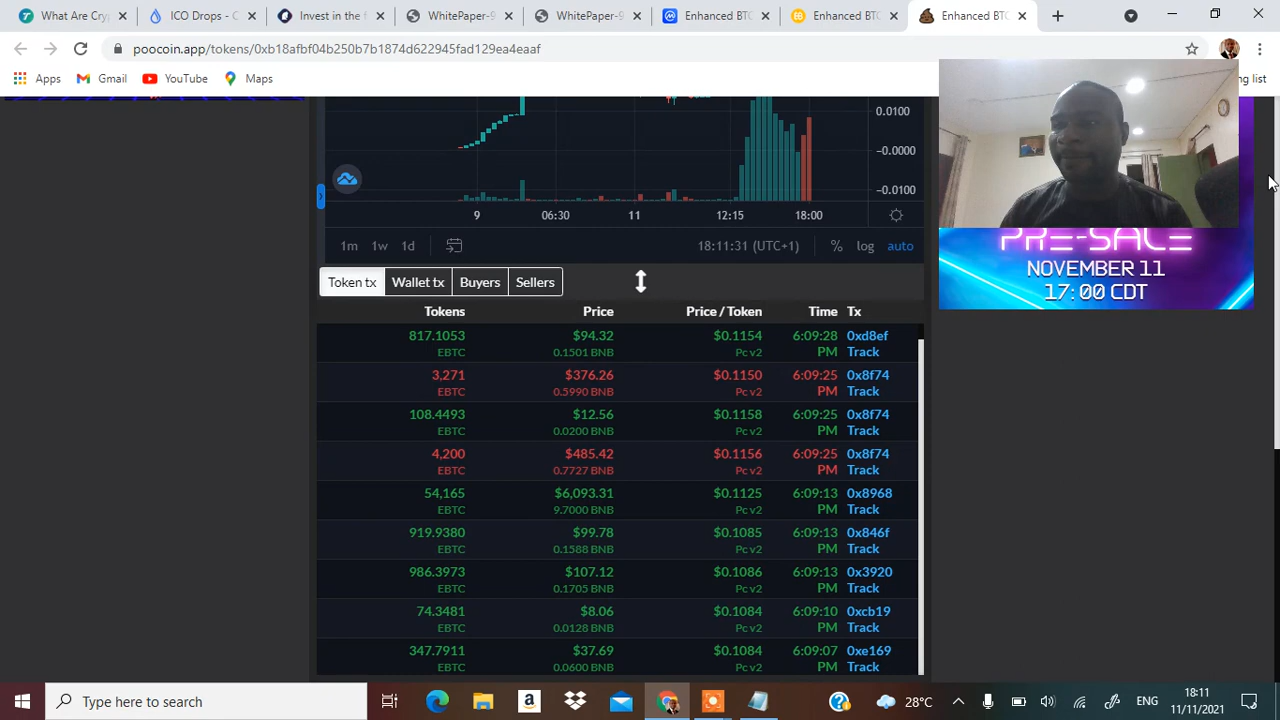 What Are Cry
ICO Drops - C
Invest in the f
WhitePaper-9
WhitePaper-9
Enhanced BTC
Enhanced BTC
Enhanced BTC
poocoin.app/tokens/0xb18afbf04b250b7b1874d622945fad129ea4eaaf
Apps Gmail YouTube Maps ng list
0.0100
-0.0000
-0.0100
9 06:30 11 12:15 18:00
1m 1w 1d 18:11:31 (UTC+1) % log auto
PRE-SALE
NOVEMBER 11
17:00 CDT
Token tx Wallet tx Buyers Sellers
Tokens Price Price / Token Time Tx
817.1053 $94.32 $0.1154 6:09:28 0xd8ef
EBTC 0.1501 BNB Pc v2 PM Track
3,271 $376.26 $0.1150 6:09:25 0x8f74
EBTC 0.5990 BNB Pc v2 PM Track
108.4493 $12.56 $0.1158 6:09:25 0x8f74
EBTC 0.0200 BNB Pc v2 PM Track
4,200 $485.42 $0.1156 6:09:25 0x8f74
EBTC 0.7727 BNB Pc v2 PM Track
54,165 $6,093.31 $0.1125 6:09:13 0x8968
EBTC 9.7000 BNB Pc v2 PM Track
919.9380 $99.78 $0.1085 6:09:13 0x846f
EBTC 0.1588 BNB Pc v2 PM Track
986.3973 $107.12 $0.1086 6:09:13 0x3920
EBTC 0.1705 BNB Pc v2 PM Track
74.3481 $8.06 $0.1084 6:09:10 0xcb19
EBTC 0.0128 BNB Pc v2 PM Track
347.7911 $37.69 $0.1084 6:09:07 0xe169
EBTC 0.0600 BNB Pc v2 PM Track
Type here to search
28°C
ENG
18:11
11/11/2021